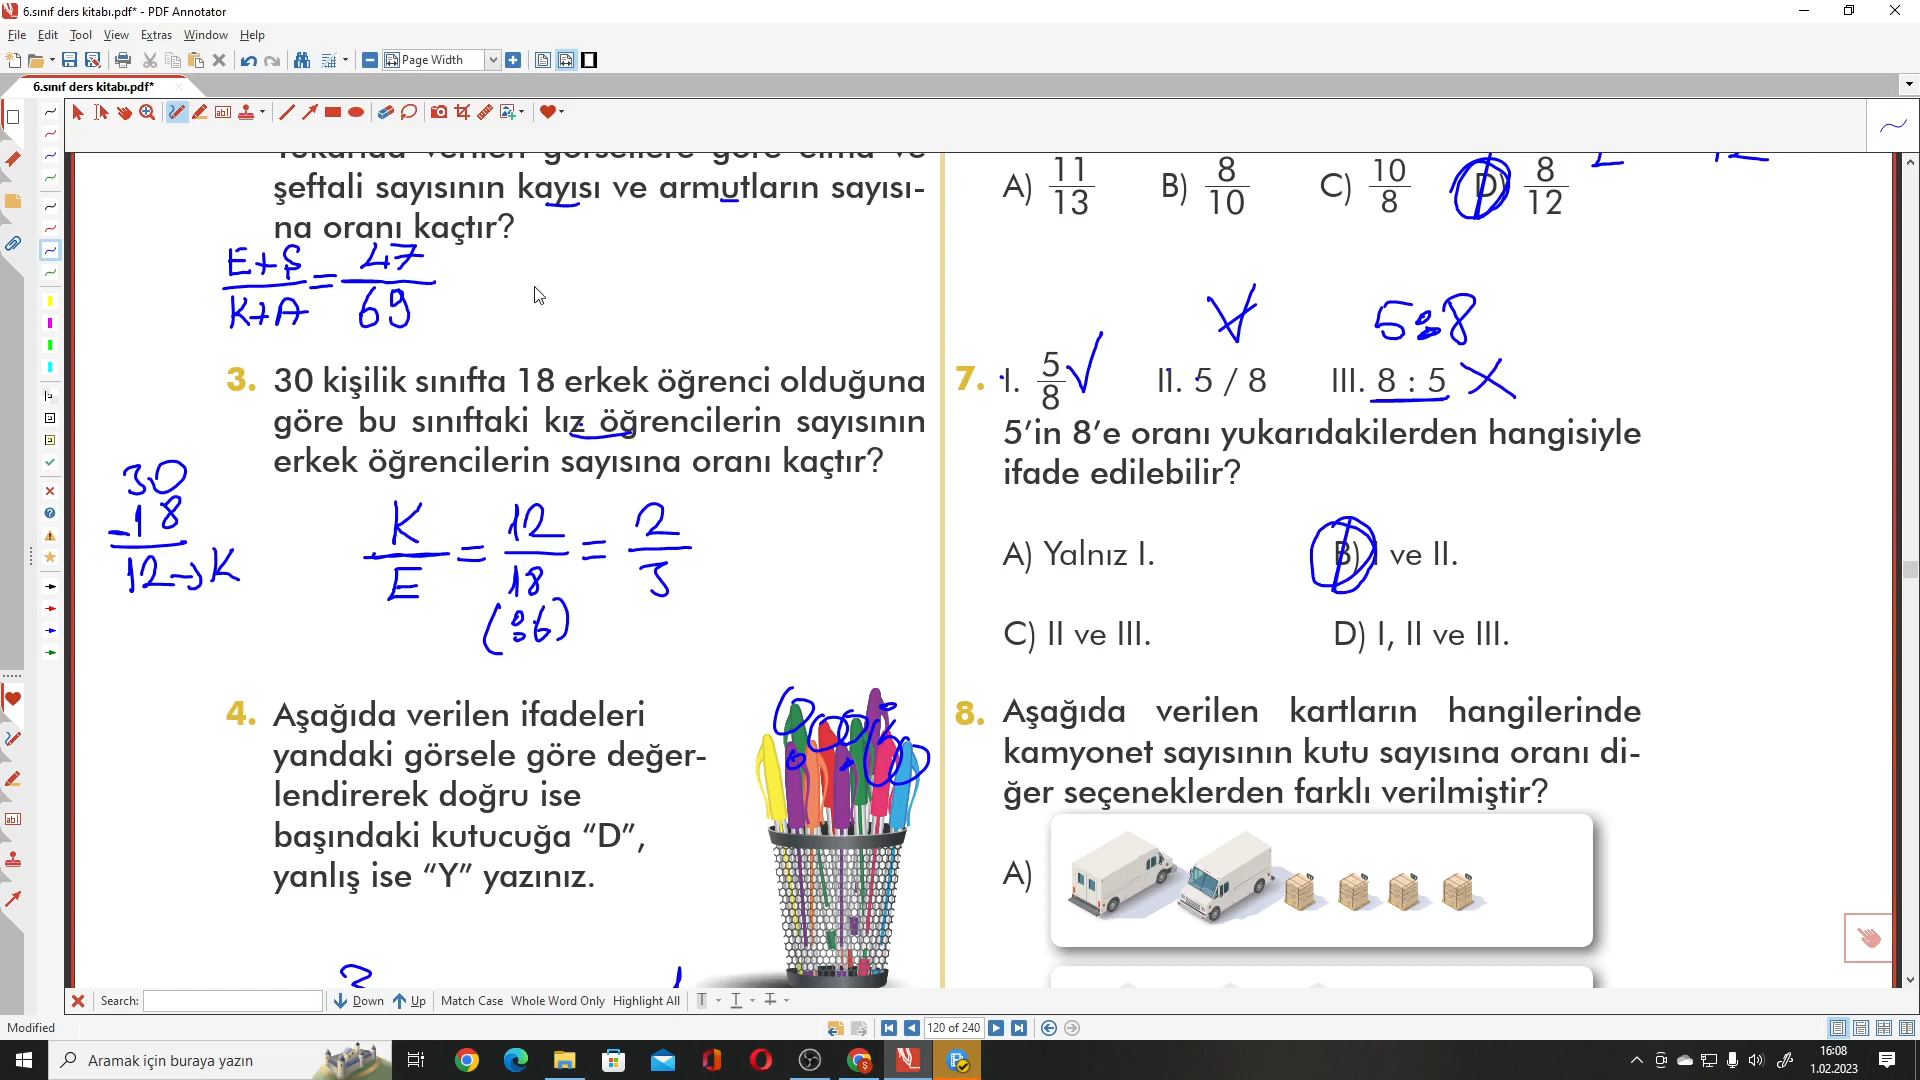 6.sınıf ders kitabı.pdf* - PDF Annotator
File Edit Tool View Extras Window Help
Page Width
6.sınıf ders kitabı.pdf*
şeftali sayısının kayısı ve armutların sayısı-
na oranı kaçtır?
E+Ş/K+A = 47/69
3. 30 kişilik sınıfta 18 erkek öğrenci olduğuna
göre bu sınıftaki kız öğrencilerin sayısının
erkek öğrencilerin sayısına oranı kaçtır?
30
-18
12→K
K/E = 12/18 = 2/3
(:6)
4. Aşağıda verilen ifadeleri
yandaki görsele göre değer-
lendirerek doğru ise
başındaki kutucuğa “D”,
yanlış ise “Y” yazınız.
A) 11/13 B) 8/10 C) 10/8 D) 8/12
5:8
7. I. 5/8 II. 5 / 8 III. 8 : 5
5’in 8’e oranı yukarıdakilerden hangisiyle
ifade edilebilir?
A) Yalnız I. B) I ve II.
C) II ve III. D) I, II ve III.
8. Aşağıda verilen kartların hangilerinde
kamyonet sayısının kutu sayısına oranı di-
ğer seçeneklerden farklı verilmiştir?
A)
Search: Down Up Match Case Whole Word Only Highlight All
Modified
120 of 240
Aramak için buraya yazın
16:08
1.02.2023